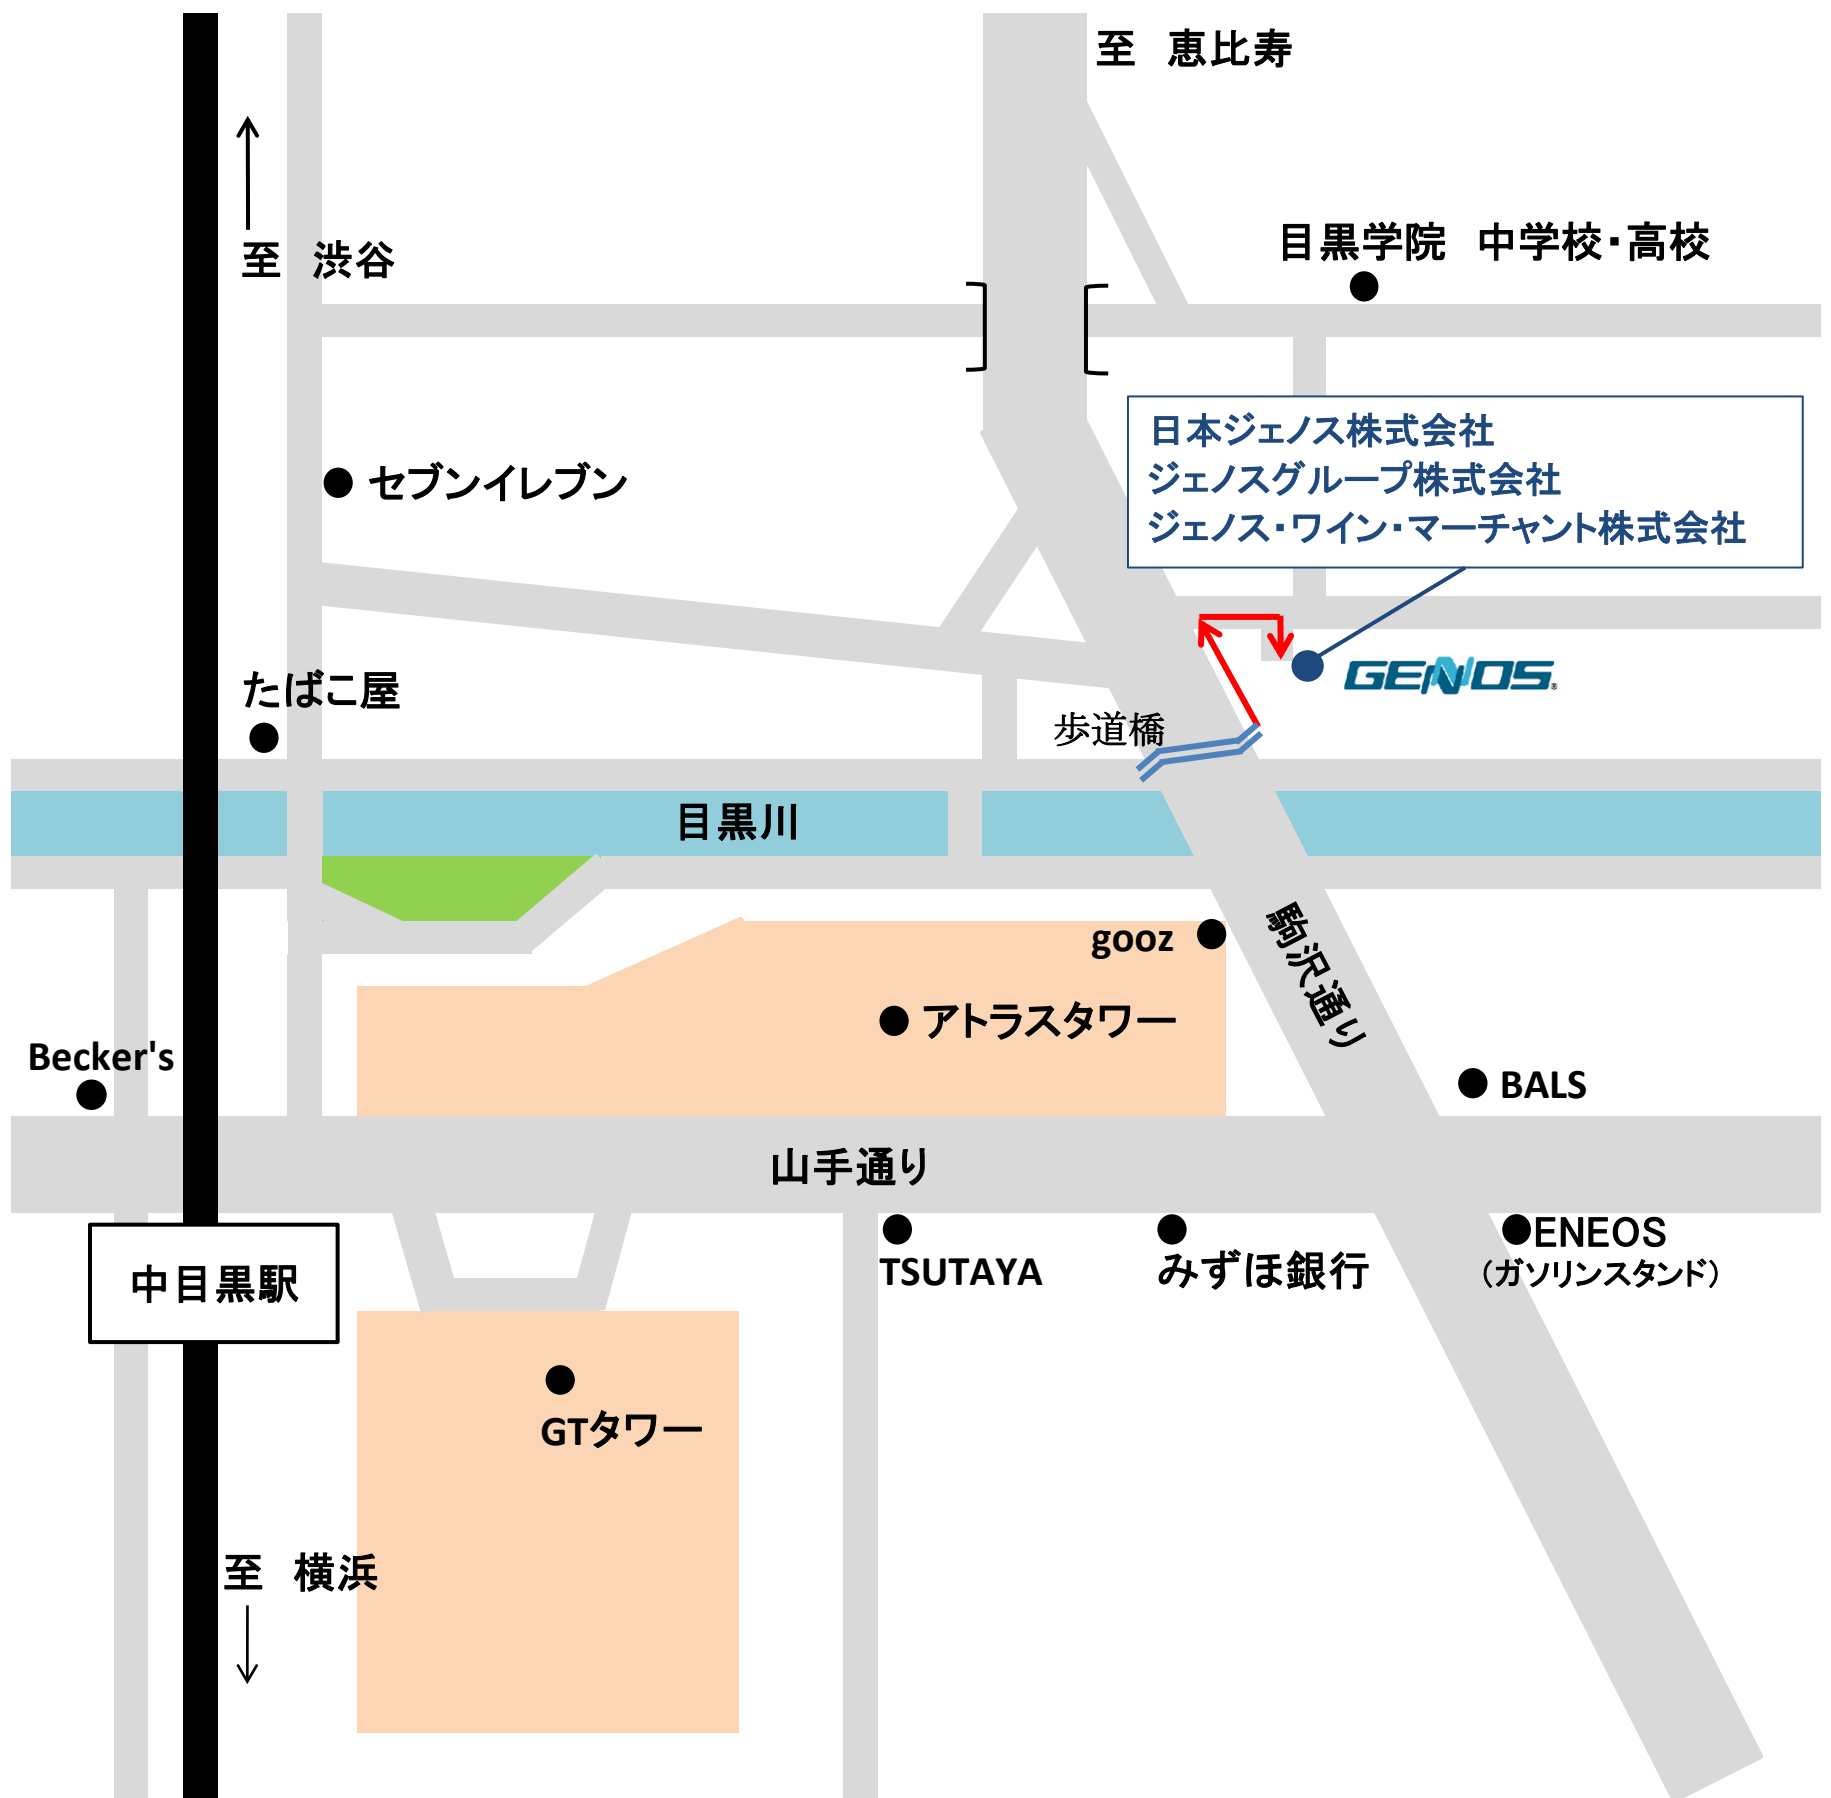 至　恵比寿
至　渋谷
目黒学院　中学校・高校
日本ジェノス株式会社
ジェノスグループ株式会社
ジェノス・ワイン・マーチャント株式会社
セブンイレブン
GENOS®
たばこ屋
歩道橋
目黒川
駒沢通り
gooz
アトラスタワー
Becker's
BALS
山手通り
中目黒駅
TSUTAYA
みずほ銀行
ENEOS
（ガソリンスタンド）
GTタワー
至　横浜